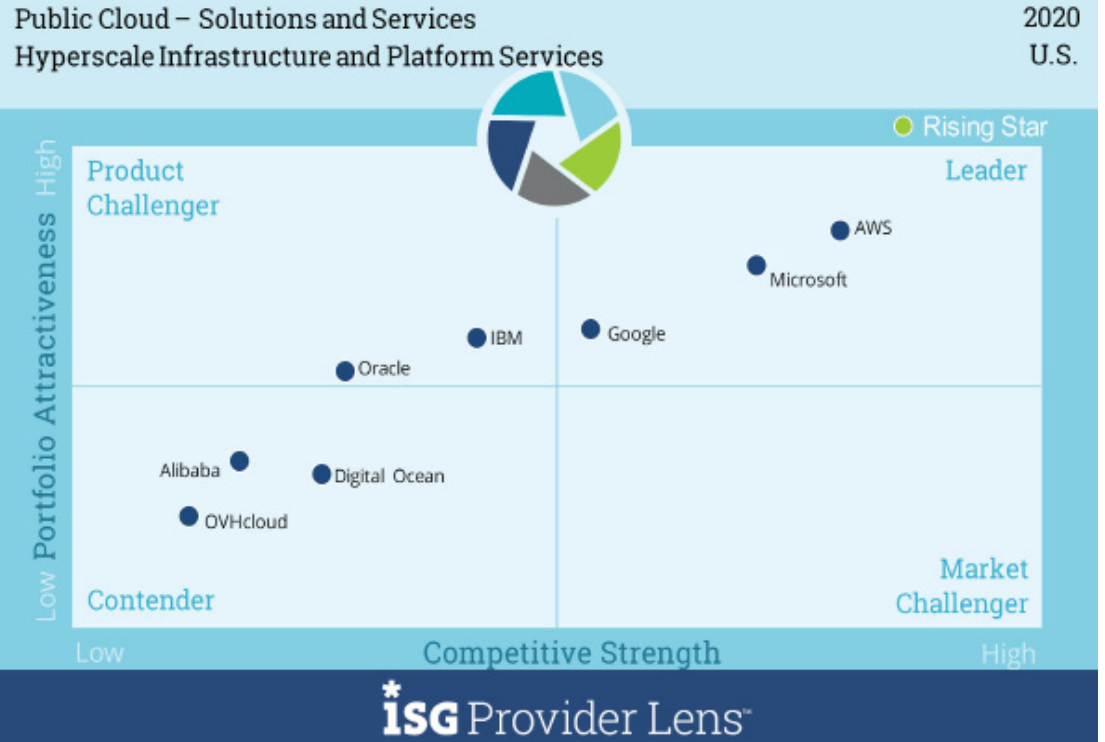 Public Cloud – Solutions and Services
2020
Hyperscale Infrastructure and Platform Services
U.S.
Rising Star
High
Product
Challenger
Leader
AWS
Microsoft
Google
IBM
Oracle
Portfolio Attractiveness
Alibaba
Digital Ocean
OVHcloud
Low
Contender
Market
Challenger
Low
Competitive Strength
High
ISG Provider Lens™